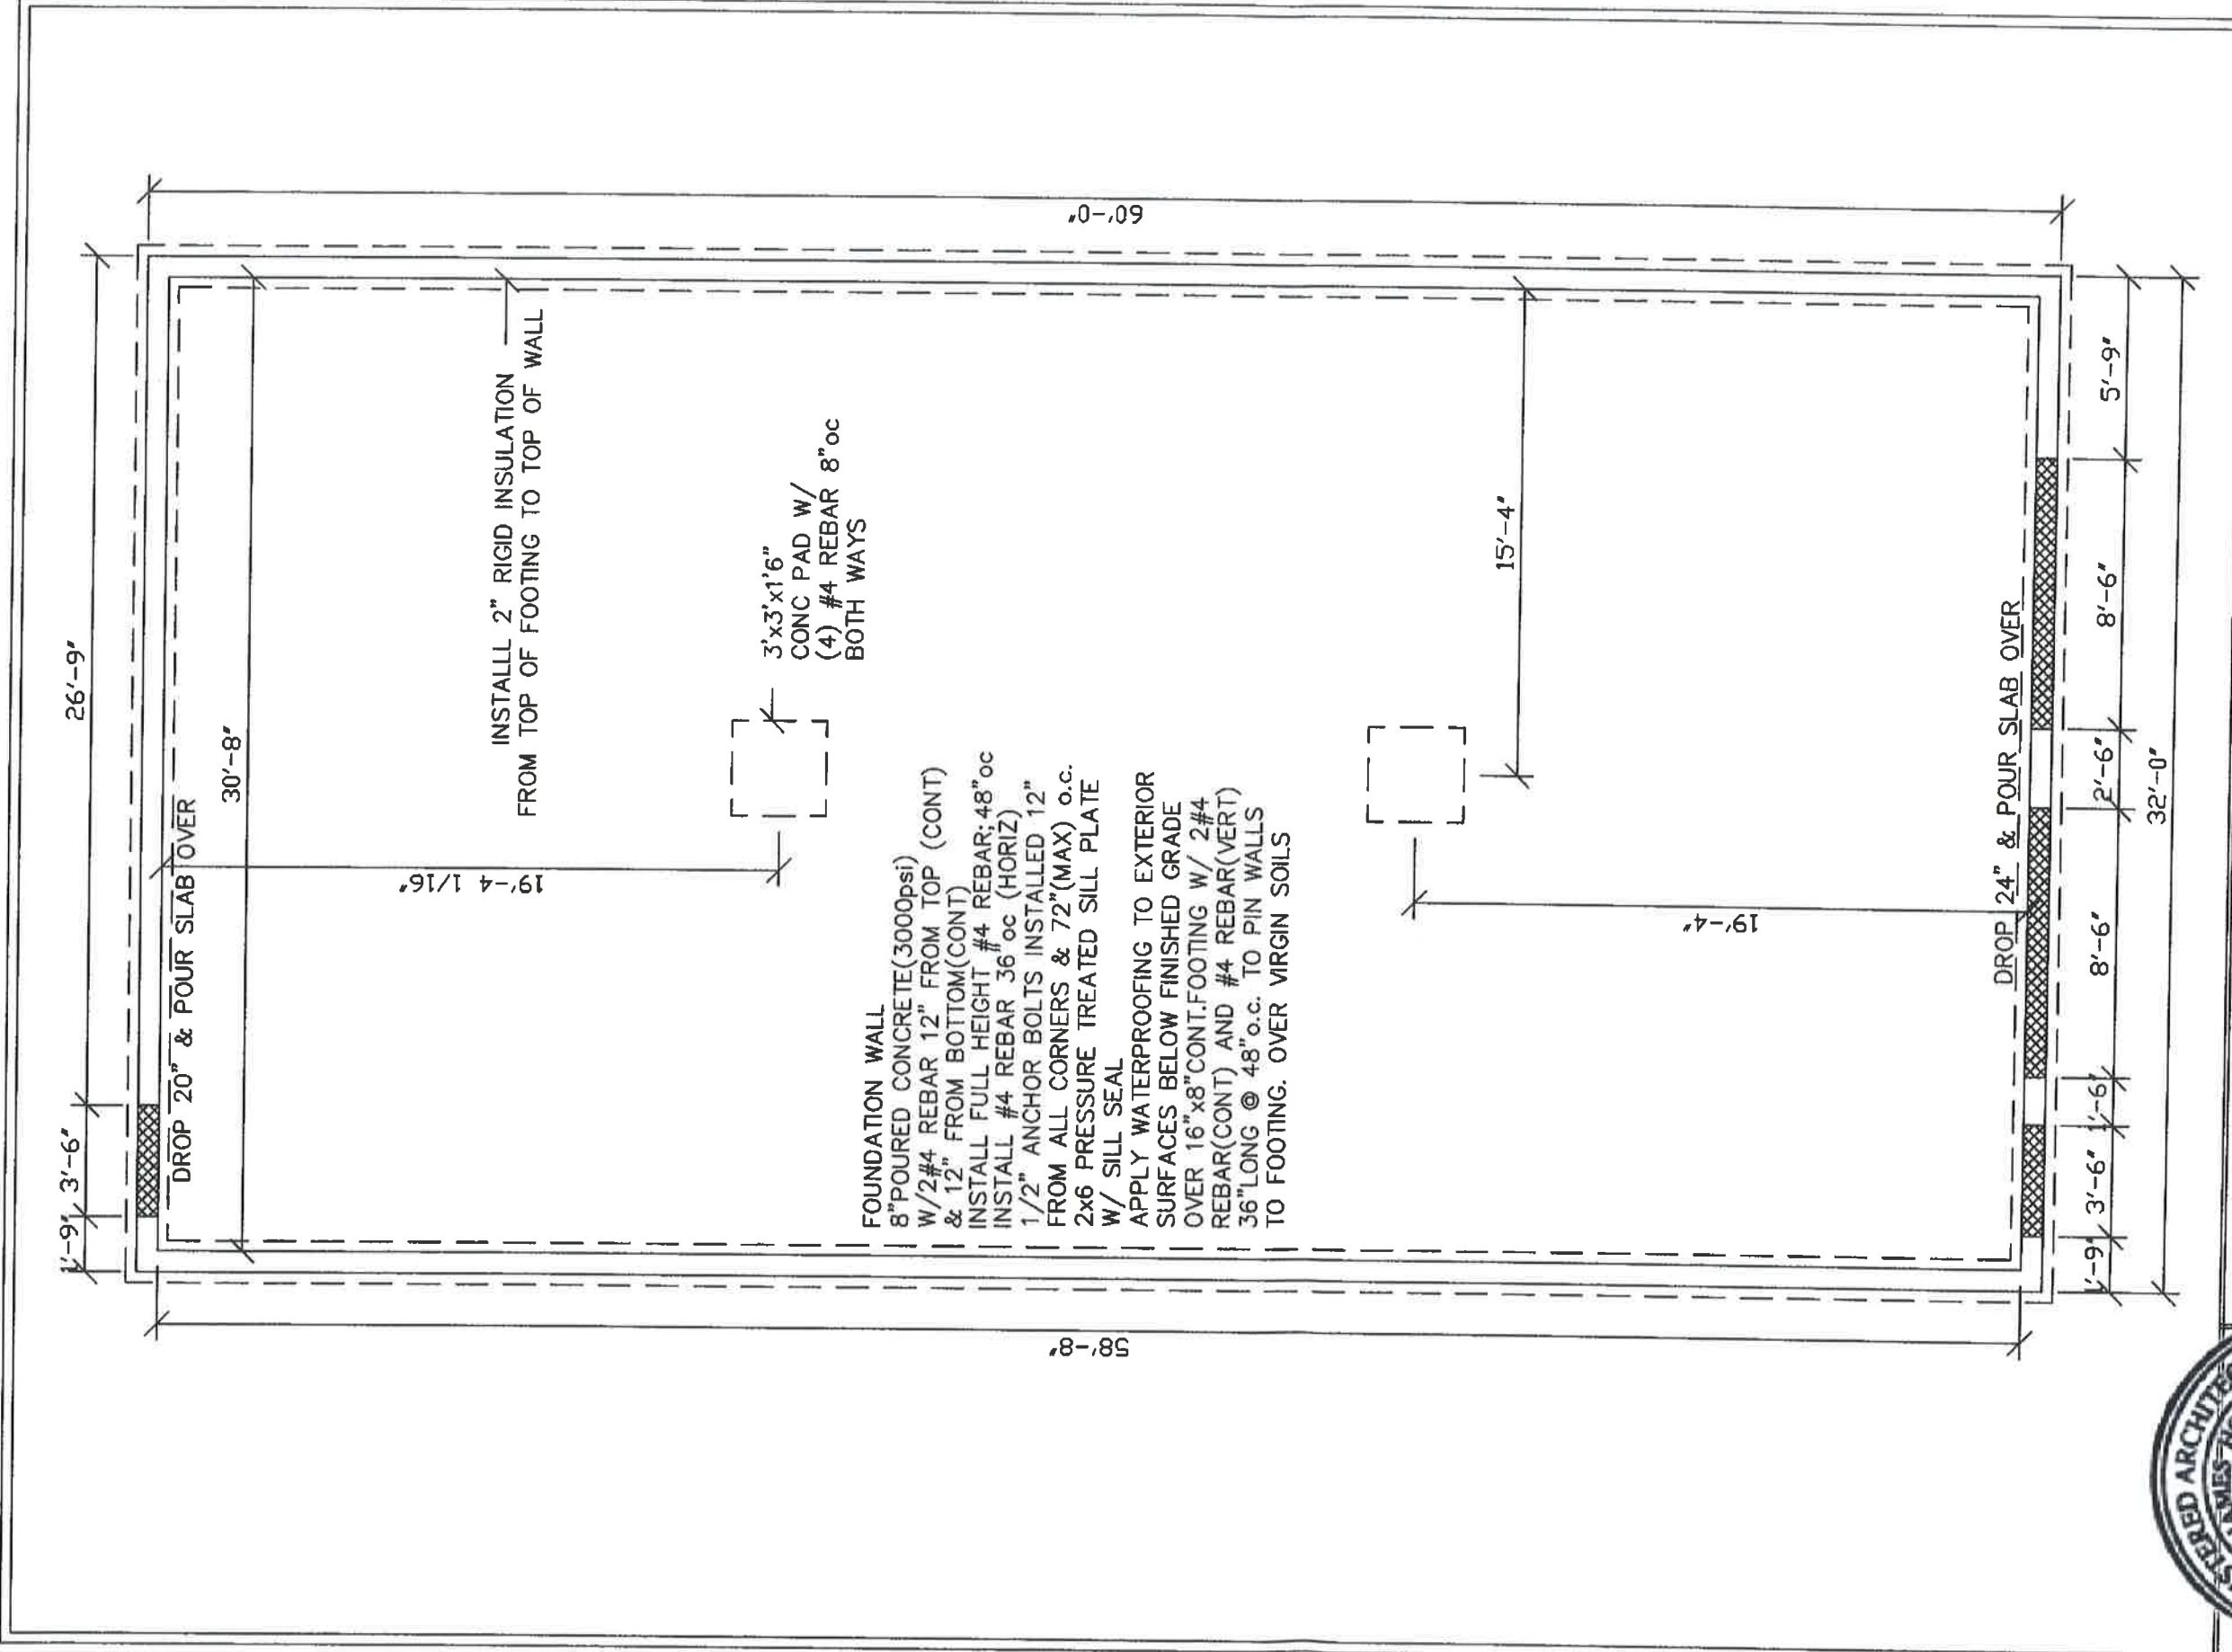 26'-9"
3'-6"
1'-9"
DROP 20" & POUR SLAB OVER
30'-8"
60'-0"
INSTALLL 2" RIGID INSULATION
FROM TOP OF FOOTING TO TOP OF WALL
19'-4 1/16"
3'x3'x1'6"
CONC PAD W/
(4) #4 REBAR 8"oc
BOTH WAYS
FOUNDATION WALL
8"POURED CONCRETE(3000psi)
W/2#4 REBAR 12" FROM TOP (CONT)
& 12" FROM BOTTOM(CONT)
INSTALL FULL HEIGHT #4 REBAR; 48"oc
INSTALL #4 REBAR 36"oc (HORIZ)
1/2" ANCHOR BOLTS INSTALLED 12"
FROM ALL CORNERS & 72"(MAX) o.c.
2x6 PRESSURE TREATED SILL PLATE
W/ SILL SEAL
APPLY WATERPROOFING TO EXTERIOR
SURFACES BELOW FINISHED GRADE
OVER 16"x8"CONT.FOOTING W/ 2#4
REBAR(CONT) AND #4 REBAR(VERT)
36"LONG @ 48"o.c. TO PIN WALLS
TO FOOTING. OVER VIRGIN SOILS
58'-8"
15'-4"
19'-4"
DROP 24" & POUR SLAB OVER
1'-9"
3'-6"
1'-6"
8'-6"
2'-6"
8'-6"
5'-9"
32'-0"
TERED ARCHITE
JAMES